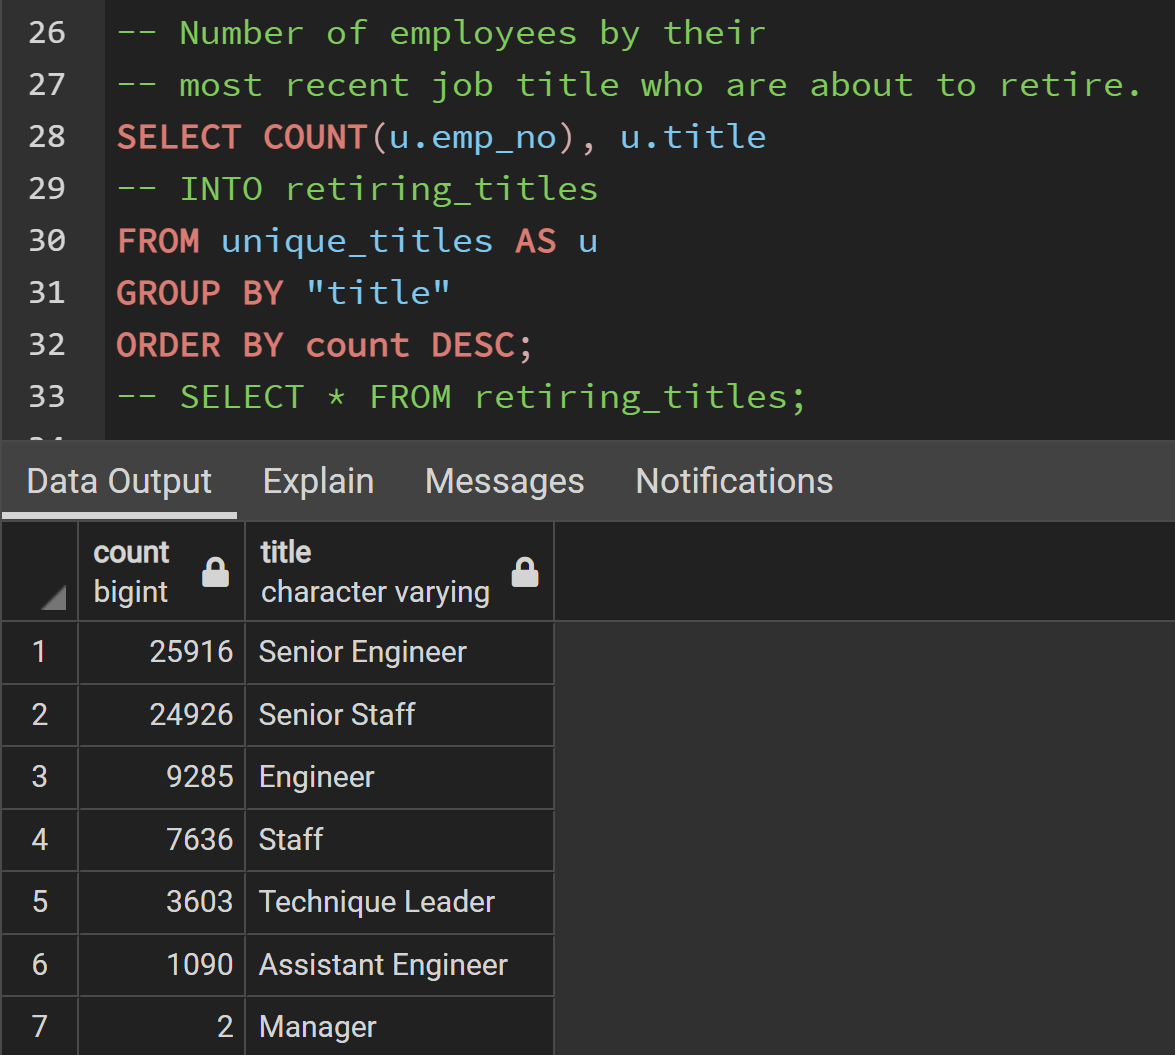 26 -- Number of employees by their
27 -- most recent job title who are about to retire.
28 SELECT COUNT(u.emp_no), u.title
29 -- INTO retiring_titles
30 FROM unique_titles AS u
31 GROUP BY "title"
32 ORDER BY count DESC;
33 -- SELECT * FROM retiring_titles;
Data Output Explain Messages Notifications
count title
bigint character varying
1 25916 Senior Engineer
2 24926 Senior Staff
3 9285 Engineer
4 7636 Staff
5 3603 Technique Leader
6 1090 Assistant Engineer
7 2 Manager